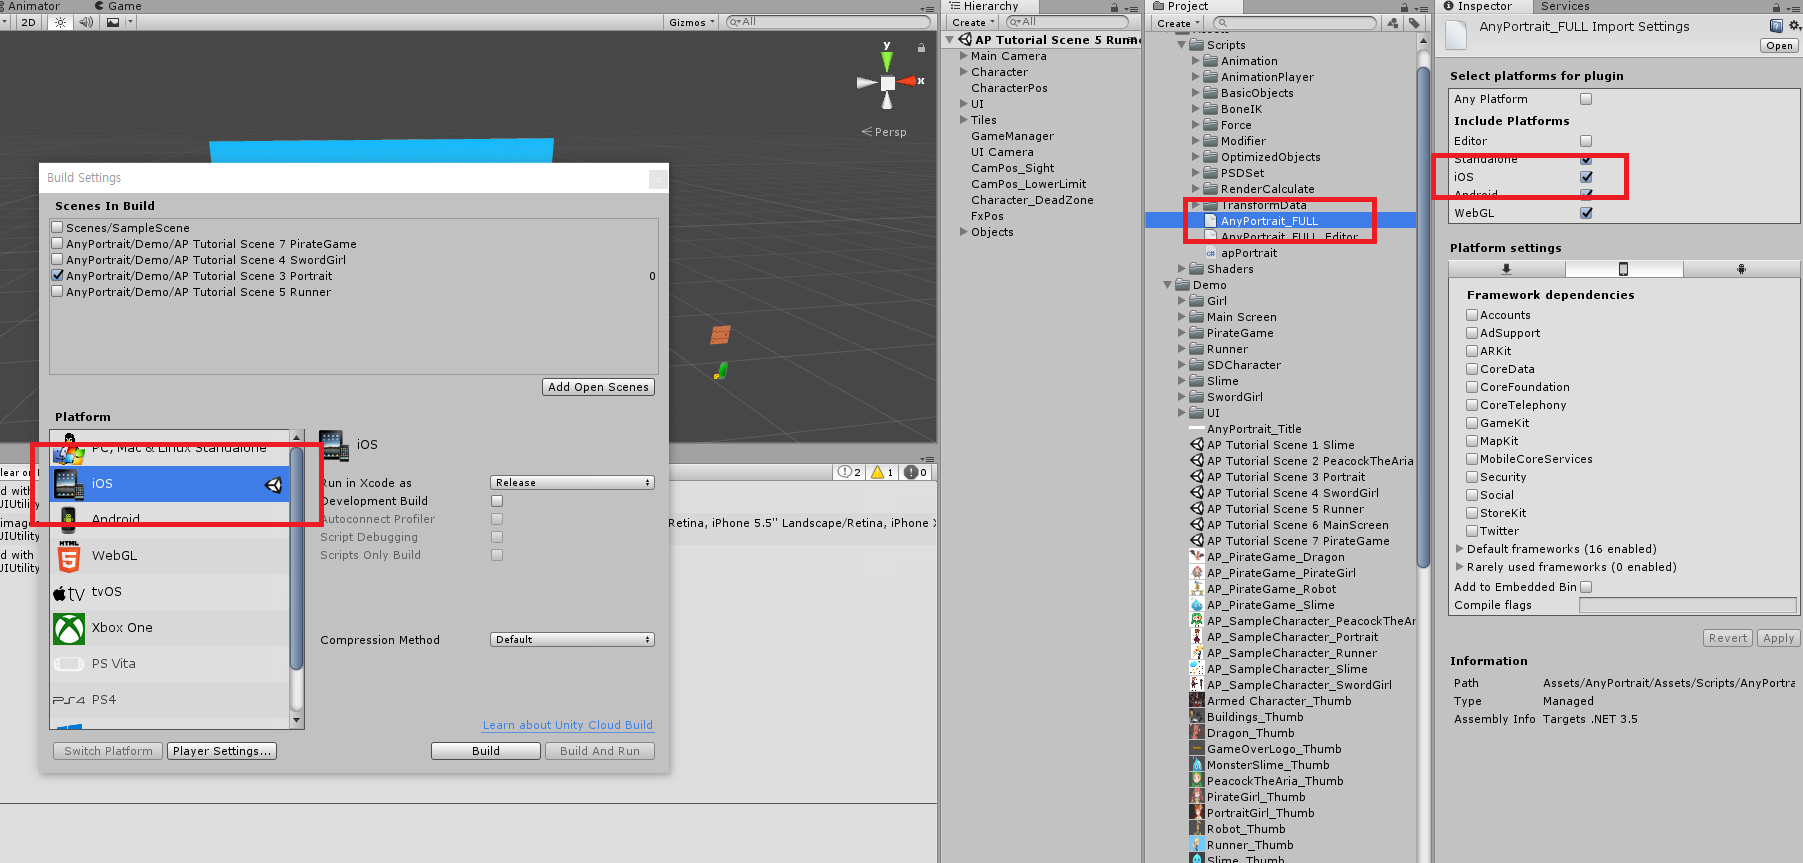 Animator
Game
2D
Gizmos
All
y
x
Persp
Build Settings
Scenes In Build
Scenes/SampleScene
AnyPortrait/Demo/AP Tutorial Scene 7 PirateGame
AnyPortrait/Demo/AP Tutorial Scene 4 SwordGirl
AnyPortrait/Demo/AP Tutorial Scene 3 Portrait 0
AnyPortrait/Demo/AP Tutorial Scene 5 Runner
Add Open Scenes
Platform
PC, Mac & Linux Standalone
iOS
Android
HTML
5
WebGL
tv
tvOS
Xbox One
PS Vita
PS4
PS4
iOS
Run in Xcode as Release
Development Build
Autoconnect Profiler
Script Debugging
Scripts Only Build
Compression Method Default
Learn about Unity Cloud Build
Switch Platform
Player Settings...
Build
Build And Run
2
1
0
Retina, iPhone 5.5" Landscape/Retina, iPhone
Hierarchy
Create
All
AP Tutorial Scene 5 Runne
Main Camera
Character
CharacterPos
UI
Tiles
GameManager
UI Camera
CamPos_Sight
CamPos_LowerLimit
Character_DeadZone
FxPos
Objects
Project
Create
Scripts
Animation
AnimationPlayer
BasicObjects
BoneIK
Force
Modifier
OptimizedObjects
PSDSet
RenderCalculate
TransformData
AnyPortrait_FULL
AnyPortrait_FULL_Editor
apPortrait
Shaders
Demo
Girl
Main Screen
PirateGame
Runner
SDCharacter
Slime
SwordGirl
UI
AnyPortrait_Title
AP Tutorial Scene 1 Slime
AP Tutorial Scene 2 PeacockTheAria
AP Tutorial Scene 3 Portrait
AP Tutorial Scene 4 SwordGirl
AP Tutorial Scene 5 Runner
AP Tutorial Scene 6 MainScreen
AP Tutorial Scene 7 PirateGame
AP_PirateGame_Dragon
AP_PirateGame_PirateGirl
AP_PirateGame_Robot
AP_PirateGame_Slime
AP_SampleCharacter_PeacockTheAr
AP_SampleCharacter_Portrait
AP_SampleCharacter_Runner
AP_SampleCharacter_Slime
AP_SampleCharacter_SwordGirl
Armed Character_Thumb
Buildings_Thumb
Dragon_Thumb
GameOverLogo_Thumb
MonsterSlime_Thumb
PeacockTheAria_Thumb
PirateGirl_Thumb
PortraitGirl_Thumb
Robot_Thumb
Runner_Thumb
Slime_Thumb
Inspector
Services
AnyPortrait_FULL Import Settings
Open
Select platforms for plugin
Any Platform
Include Platforms
Editor
Standalone
iOS
Android
WebGL
Platform settings
Framework dependencies
Accounts
AdSupport
ARKit
CoreData
CoreFoundation
CoreTelephony
GameKit
MapKit
MobileCoreServices
Security
Social
StoreKit
Twitter
Default frameworks (16 enabled)
Rarely used frameworks (0 enabled)
Add to Embedded Bin
Compile flags
Revert
Apply
Information
Path Assets/AnyPortrait/Assets/Scripts/AnyPortra
Type Managed
Assembly Info Targets .NET 3.5